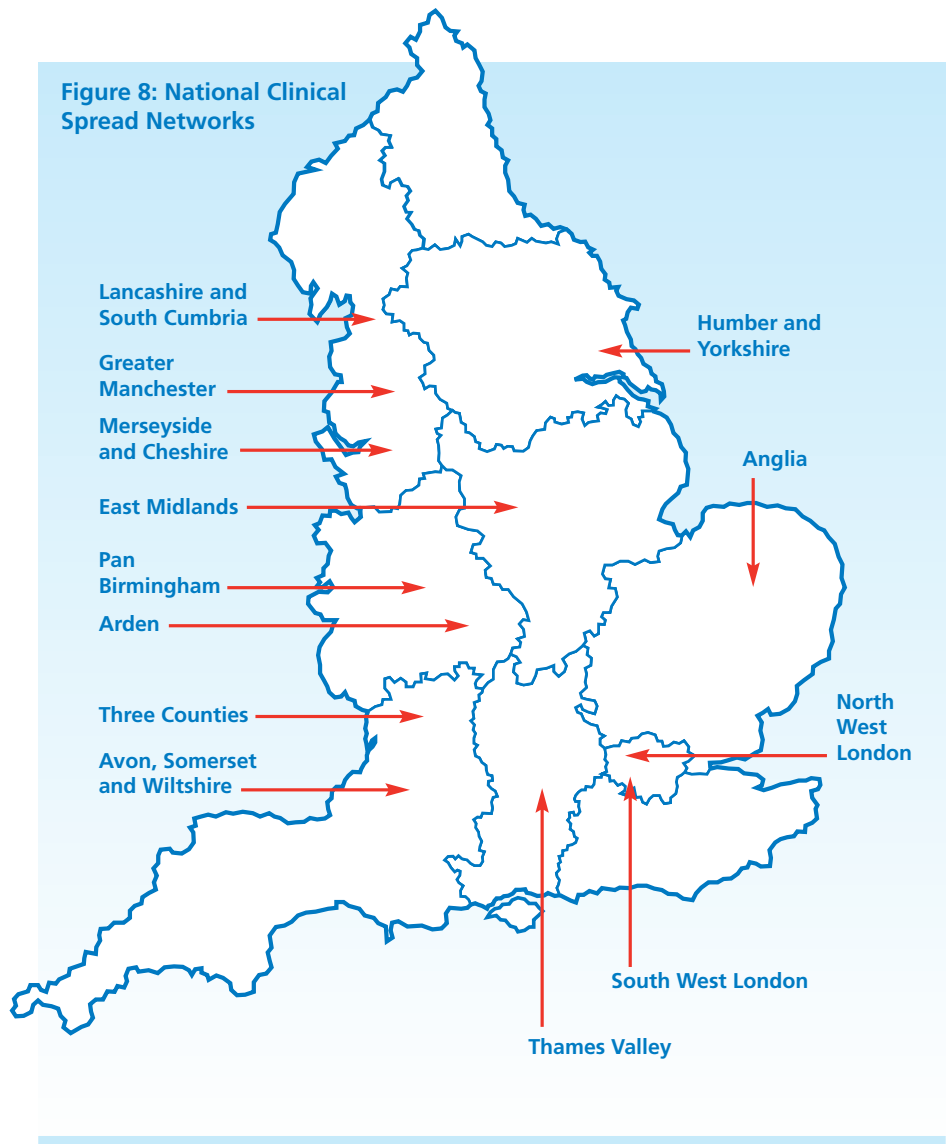 Figure 8: National Clinical
Spread Networks
Lancashire and
South Cumbria
Greater
Manchester
Merseyside
and Cheshire
East Midlands
Pan
Birmingham
Arden
Three Counties
Avon, Somerset
and Wiltshire
Humber and
Yorkshire
Anglia
North
West
London
South West London
Thames Valley